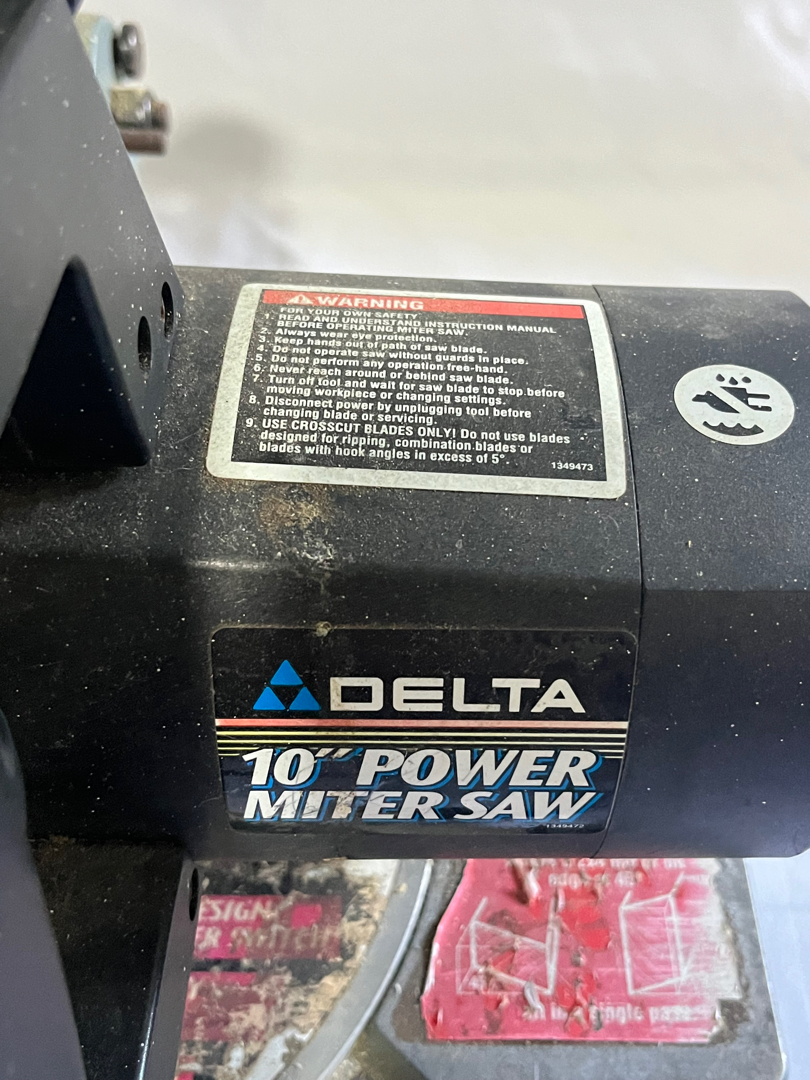 WARNING
FOR YOUR OWN SAFETY
1. READ AND UNDERSTAND INSTRUCTION MANUAL
BEFORE OPERATING MITER SAW
2. Always wear eye protection.
3. Keep hands out of path of saw blade.
4. Do not operate saw without guards in place.
5. Do not perform any operation free-hand.
6. Never reach around or behind saw blade.
7. Turn off tool and wait for saw blade to stop before
moving workpiece or changing settings.
8. Disconnect power by unplugging tool before
changing blade or servicing.
9. USE CROSSCUT BLADES ONLY! Do not use blades
designed for ripping, combination blades or
blades with hook angles in excess of 5°.
1349473
DELTA
10" POWER
MITER SAW
1349472
ESIGN
in a single pass